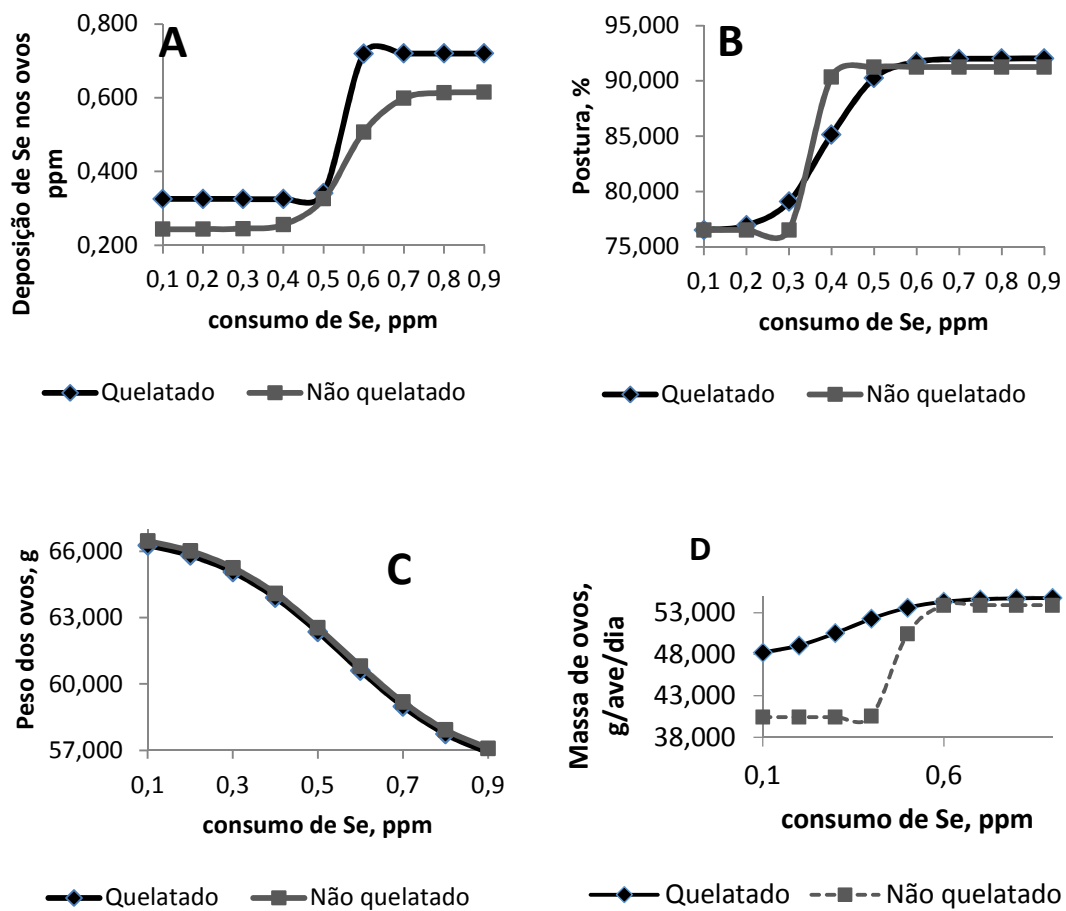 A
0,800
0,600
0,400
0,200
Deposição de Se nos ovos
ppm
0,1 0,2 0,3 0,4 0,5 0,6 0,7 0,8 0,9
consumo de Se, ppm
Quelatado Não quelatado
B
95,000
90,000
85,000
80,000
75,000
Postura, %
0,1 0,2 0,3 0,4 0,5 0,6 0,7 0,8 0,9
consumo de Se, ppm
Quelatado Não quelatado
C
66,000
63,000
60,000
57,000
Peso dos ovos, g
0,1 0,3 0,5 0,7 0,9
consumo de Se, ppm
Quelatado Não quelatado
D
53,000
48,000
43,000
38,000
Massa de ovos,
g/ave/dia
0,1 0,6
consumo de Se, ppm
Quelatado Não quelatado